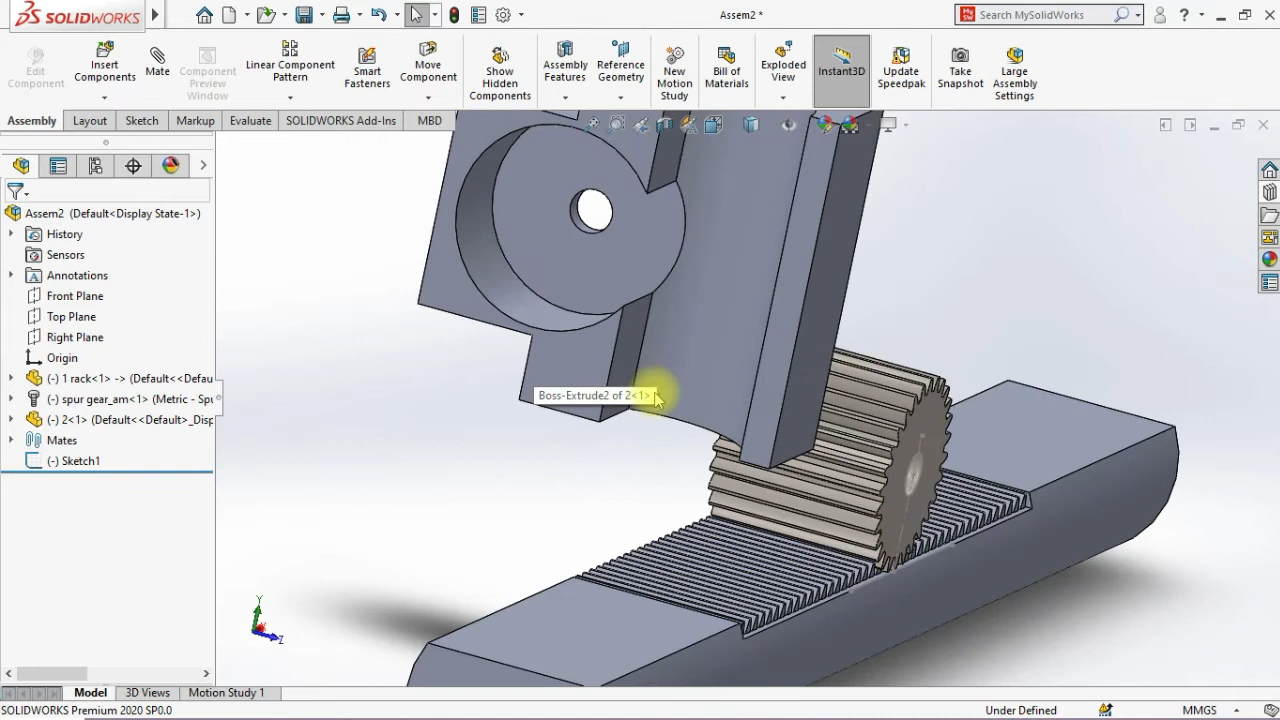 SOLIDWORKS
Assem2 *
Search MySolidWorks
?
Edit Component
Insert Components
Mate
Component Preview Window
Linear Component Pattern
Smart Fasteners
Move Component
Show Hidden Components
Assembly Features
Reference Geometry
New Motion Study
Bill of Materials
Exploded View
Instant3D
Update Speedpak
Take Snapshot
Large Assembly Settings
Assembly
Layout
Sketch
Markup
Evaluate
SOLIDWORKS Add-Ins
MBD
Assem2 (Default<Display State-1>)
History
Sensors
Annotations
Front Plane
Top Plane
Right Plane
Origin
(-) 1 rack<1> -> (Default<<Defau
(-) spur gear_am<1> (Metric - Spu
(-) 2<1> (Default<<Default>_Disp
Mates
(-) Sketch1
Boss-Extrude2 of 2<1>
Y
Z
Model
3D Views
Motion Study 1
SOLIDWORKS Premium 2020 SP0.0
Under Defined
MMGS